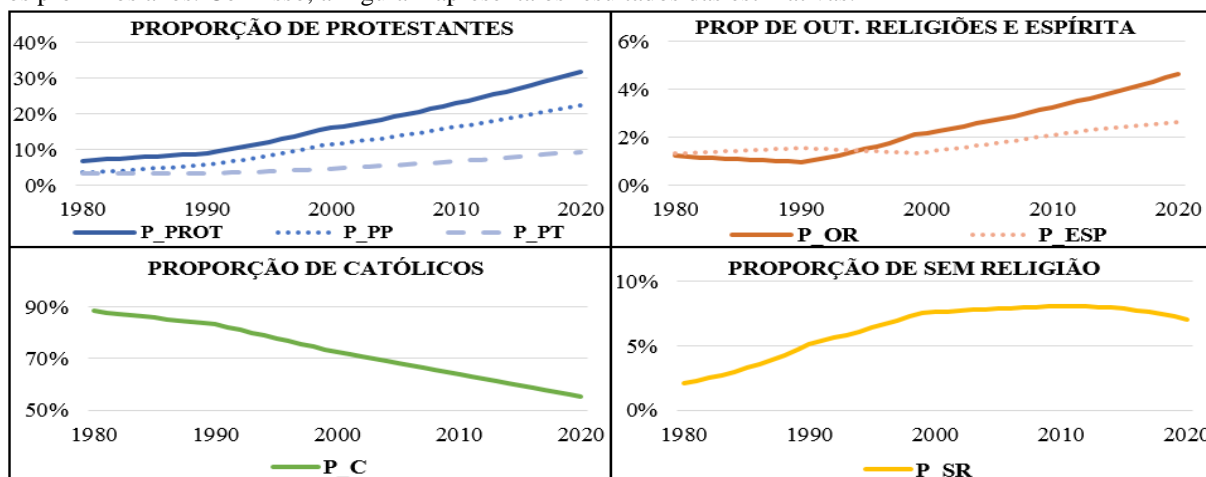 PROPORÇÃO DE PROTESTANTES
40%
30%
20%
10%
0%
1980 1990 2000 2010 2020
P_PROT P_PP P_PT
PROP DE OUT. RELIGIÕES E ESPÍRITA
6%
4%
2%
0%
1980 1990 2000 2010 2020
P_OR P_ESP
PROPORÇÃO DE CATÓLICOS
90%
70%
50%
1980 1990 2000 2010 2020
P_C
PROPORÇÃO DE SEM RELIGIÃO
10%
5%
0%
1980 1990 2000 2010 2020
P_SR